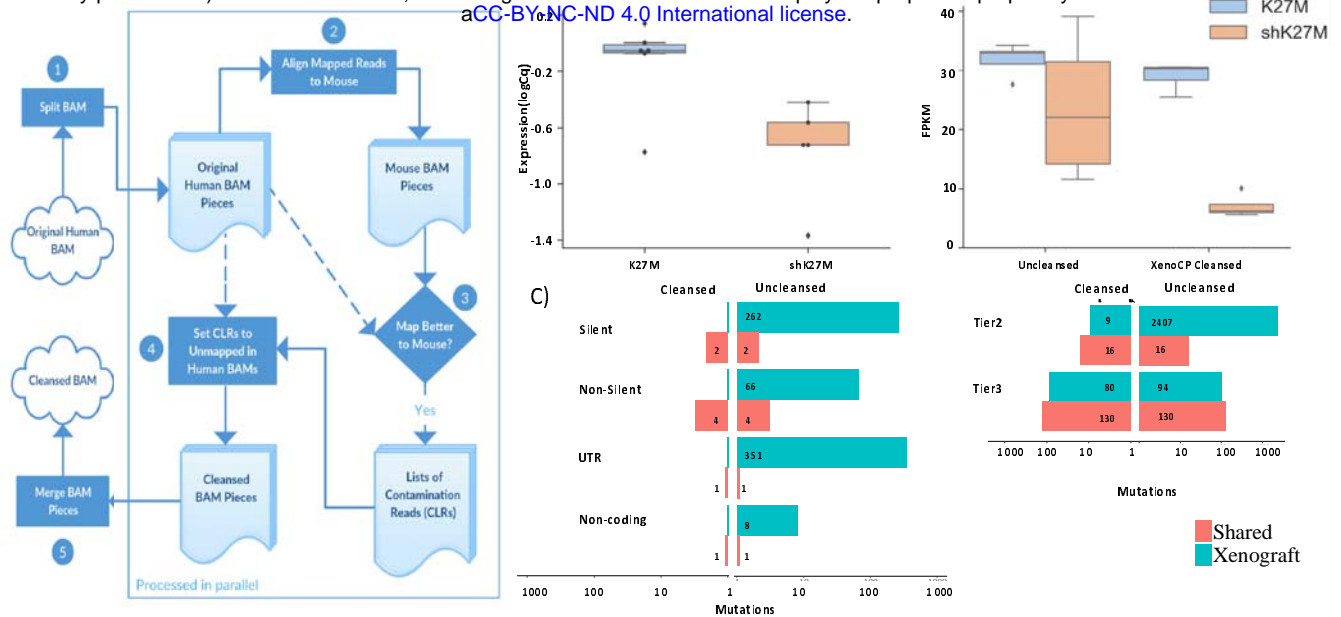 aCC-BY-NC-ND 4.0 International license.
1
Split BAM
Original Human
BAM
Cleansed BAM
Merge BAM
Pieces
5
2
Align Mapped Reads
to Mouse
Original
Human BAM
Pieces
Mouse BAM
Pieces
3
Map Better
to Mouse?
Yes
4
Set CLRs to
Unmapped in
Human BAMs
Cleansed
BAM Pieces
Lists of
Contamination
Reads (CLRs)
Processed in parallel
Expression(logCq)
0.2
-0.2
-0.6
-1.0
-1.4
K27M
shK27M
FPKM
40
30
20
10
0
Uncleansed
XenoCP Cleansed
K27M
shK27M
C)
Cleansed
Uncleansed
Silent
262
2
2
Non-Silent
66
4
4
UTR
351
1
1
Non-coding
8
1
1
1000
100
10
1
10
100
1000
Mutations
Cleansed
Uncleansed
Tier2
9
2407
16
16
Tier3
80
94
130
130
1000
100
10
1
10
100
1000
Mutations
Shared
Xenograft